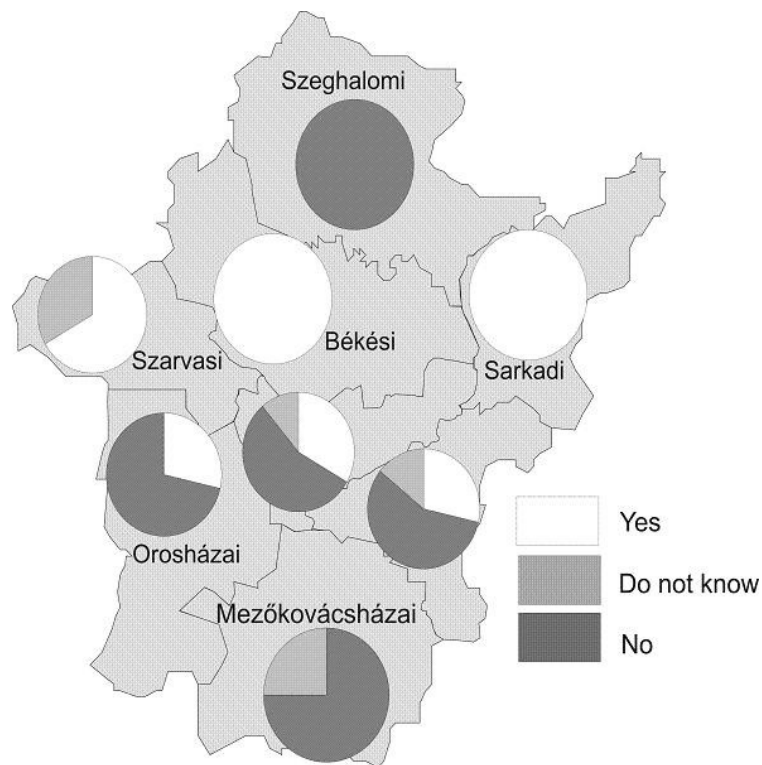 Szeghalomi
Békési
Szarvasi
Sarkadi
Orosházai
Mezőkovácsházai
Yes
Do not know
No